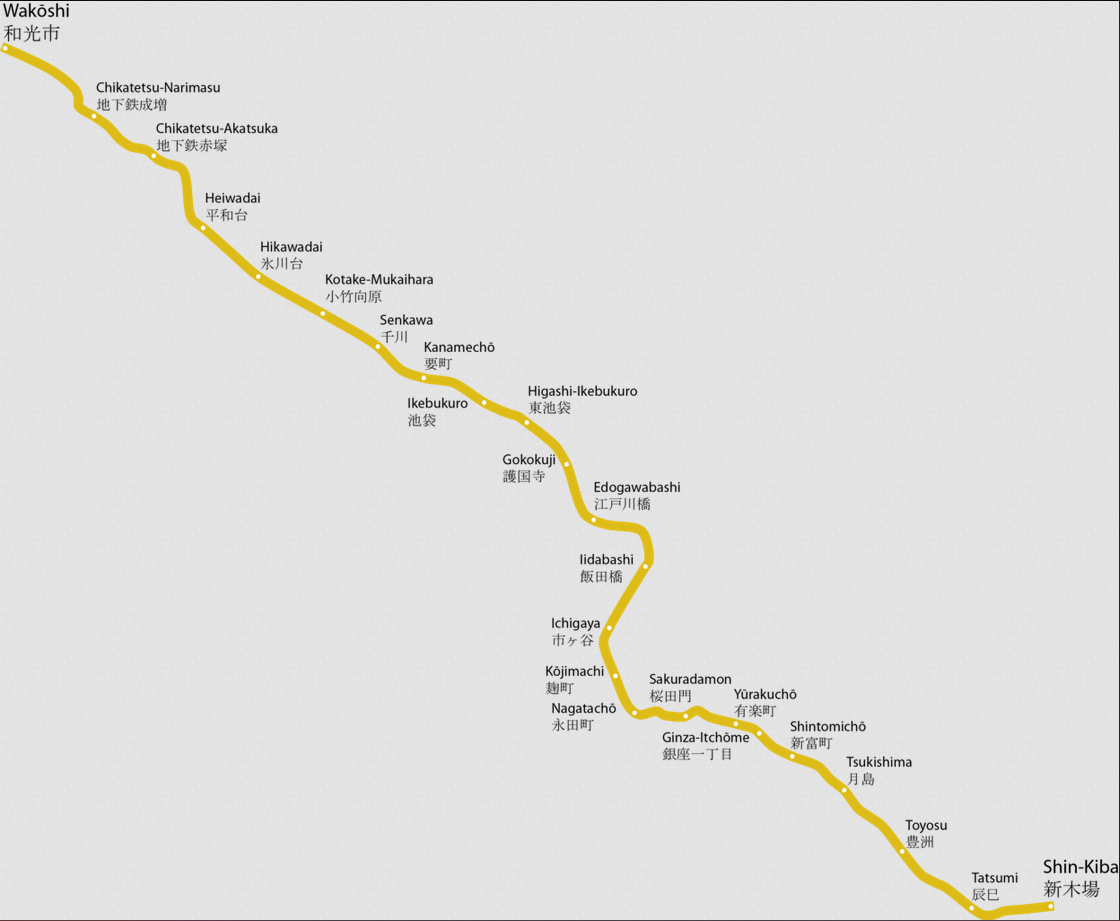 Wakōshi
和光市
Chikatetsu-Narimasu
地下鉄成増
Chikatetsu-Akatsuka
地下鉄赤塚
Heiwadai
平和台
Hikawadai
氷川台
Kotake-Mukaihara
小竹向原
Senkawa
千川
Kanamechō
要町
Ikebukuro
池袋
Higashi-Ikebukuro
東池袋
Gokokuji
護国寺
Edogawabashi
江戸川橋
Iidabashi
飯田橋
Ichigaya
市ヶ谷
Kōjimachi
麹町
Nagatachō
永田町
Sakuradamon
桜田門
Yūrakuchō
有楽町
Ginza-Itchōme
銀座一丁目
Shintomichō
新富町
Tsukishima
月島
Toyosu
豊洲
Tatsumi
辰巳
Shin-Kiba
新木場